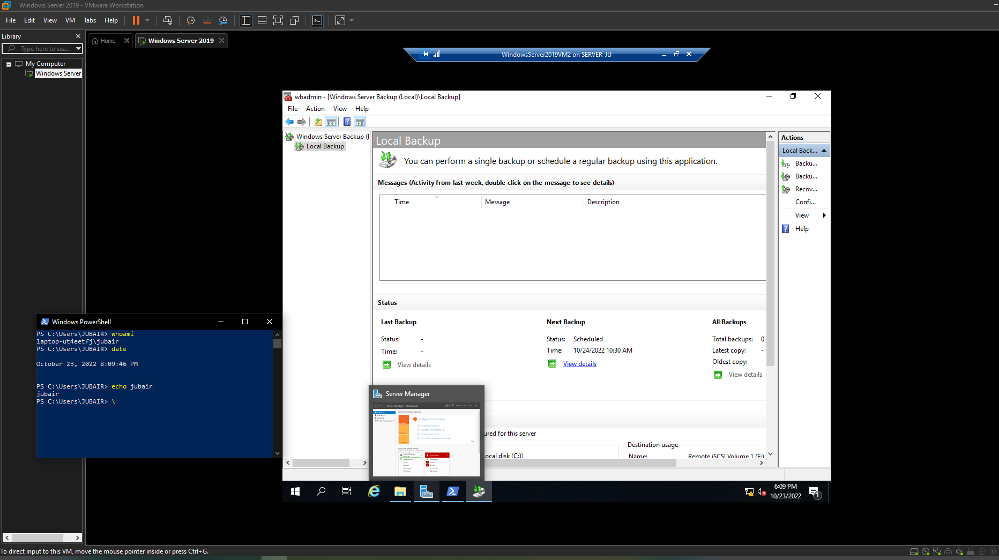 Windows Server 2019 - VMware Workstation
File Edit View VM Tabs Help
Library
Home
Windows Server 2019
Type here to sea...
My Computer
Windows Server
WindowsServer2019VM2 on SERVER-JU
wbadmin - [Windows Server Backup (Local)\Local Backup]
File Action View Help
Windows Server Backup (L
Local Backup
Local Backup
You can perform a single backup or schedule a regular backup using this application.
Messages (Activity from last week, double click on the message to see details)
Time Message Description
Actions
Local Back...
Backu...
Backu...
Recov...
Confi...
View
Help
Status
Last Backup
Status: -
Time: -
View details
Next Backup
Status: Scheduled
Time: 10/24/2022 10:30 AM
View details
All Backups
Total backups: 0
Latest copy: -
Oldest copy: -
View details
ured for this server
ocal disk (C:))
Destination usage
Name: Remote iSCSI Volume 1 (E:)
Windows PowerShell
PS C:\Users\JUBAIR> whoami
laptop-ut4eetfj\jubair
PS C:\Users\JUBAIR> date
October 23, 2022 8:09:46 PM
PS C:\Users\JUBAIR> echo jubair
jubair
PS C:\Users\JUBAIR> \
Server Manager
6:09 PM
10/23/2022
1
To direct input to this VM, move the mouse pointer inside or press Ctrl+G.